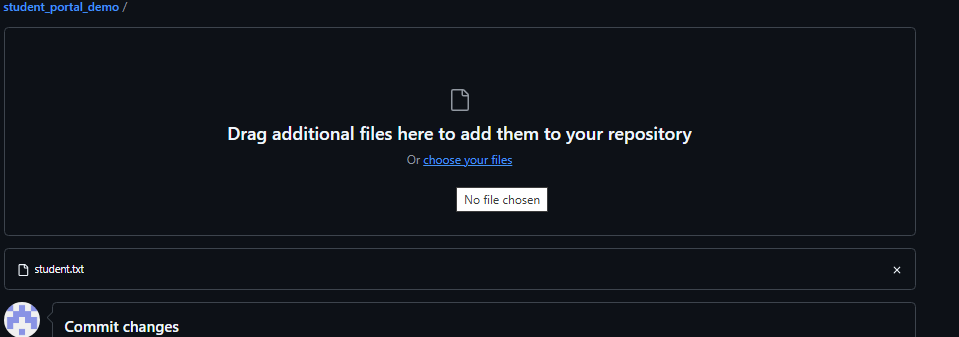 student_portal_demo /
Drag additional files here to add them to your repository
Or choose your files
No file chosen
student.txt
Commit changes